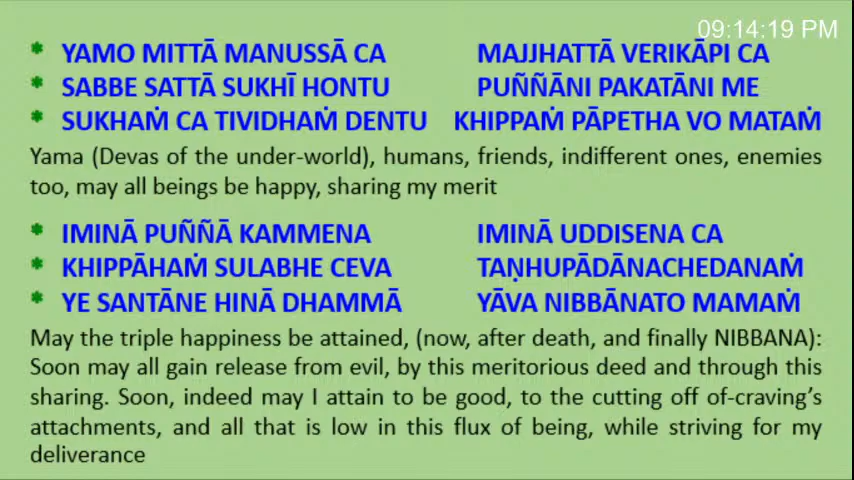 09:14:19 PM
* YAMO MITTĀ MANUSSĀ CA MAJJHATTĀ VERIKĀPI CA
* SABBE SATTĀ SUKHĪ HONTU PUÑÑĀNI PAKATĀNI ME
* SUKHAṀ CA TIVIDHAṀ DENTU KHIPPAṀ PĀPETHA VO MATAṀ
Yama (Devas of the under-world), humans, friends, indifferent ones, enemies
too, may all beings be happy, sharing my merit
* IMINĀ PUÑÑĀ KAMMENA IMINĀ UDDISENA CA
* KHIPPĀHAṀ SULABHE CEVA TAṆHUPĀDĀNACHEDANAṀ
* YE SANTĀNE HINĀ DHAMMĀ YĀVA NIBBĀNATO MAMAṀ
May the triple happiness be attained, (now, after death, and finally NIBBANA):
Soon may all gain release from evil, by this meritorious deed and through this
sharing. Soon, indeed may I attain to be good, to the cutting off of-craving’s
attachments, and all that is low in this flux of being, while striving for my
deliverance